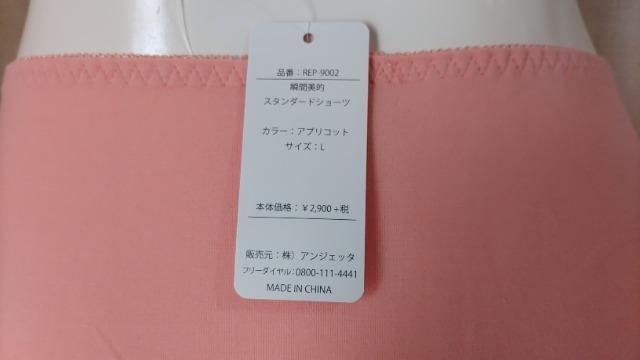 品番：REP-9002
瞬間美的
スタンダードショーツ
カラー：アプリコット
サイズ：L
本体価格：￥2,900+税
販売元：株）アンジェッタ
フリーダイヤル：0800-111-4441
MADE IN CHINA